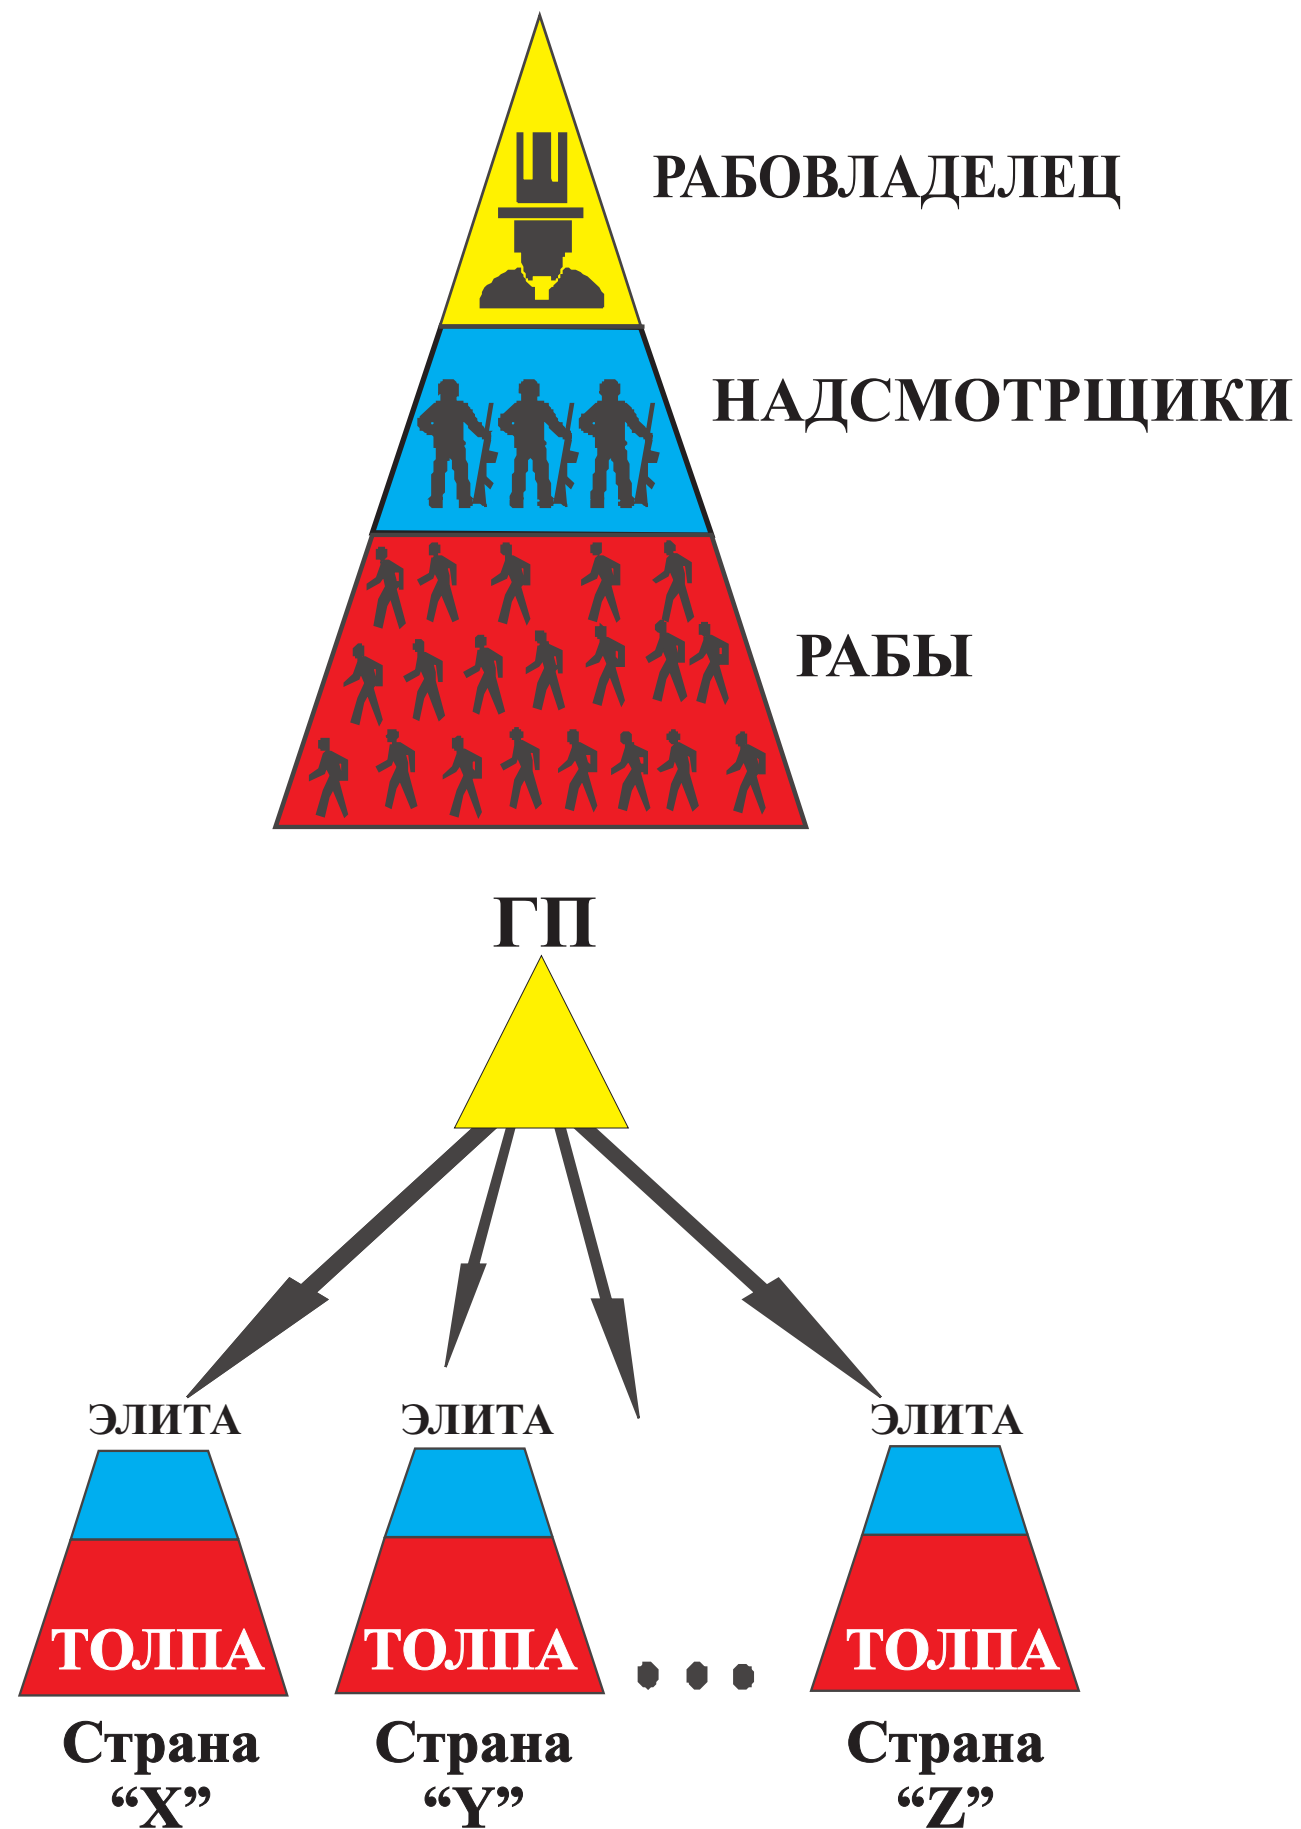 РАБОВЛАДЕЛЕЦ
НАДСМОТРЩИКИ
РАБЫ
ГП
ЭЛИТА ЭЛИТА ЭЛИТА
ТОЛПА ТОЛПА ... ТОЛПА
Страна Страна Страна
“X” “Y” “Z”